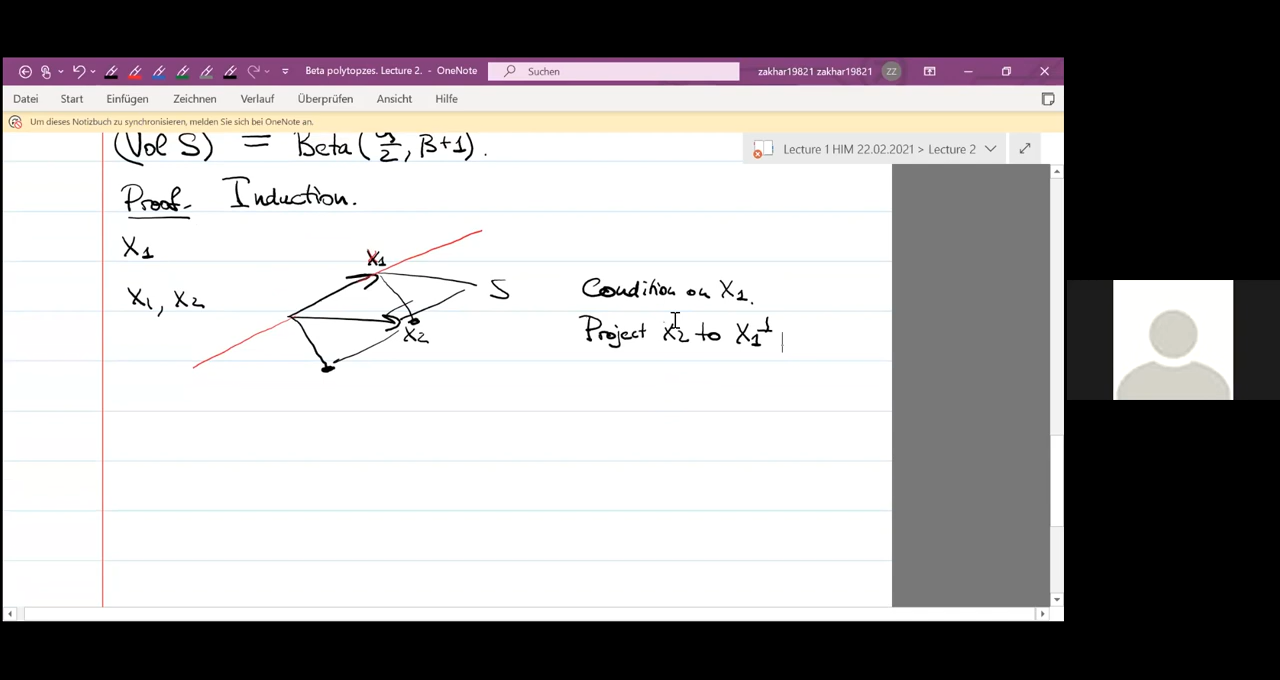 Beta polytopzes. Lecture 2. - OneNote
Suchen
zakhar19821 zakhar19821
ZZ
Datei Start Einfügen Zeichnen Verlauf Überprüfen Ansicht Hilfe
Um dieses Notizbuch zu synchronisieren, melden Sie sich bei OneNote an.
Lecture 1 HIM 22.02.2021 > Lecture 2
(Vol S) = Beta( /2, β+1).
Proof. Induction.
X1
X1
S
Condition on X1.
X1, X2
X2
Project X2 to X1⊥